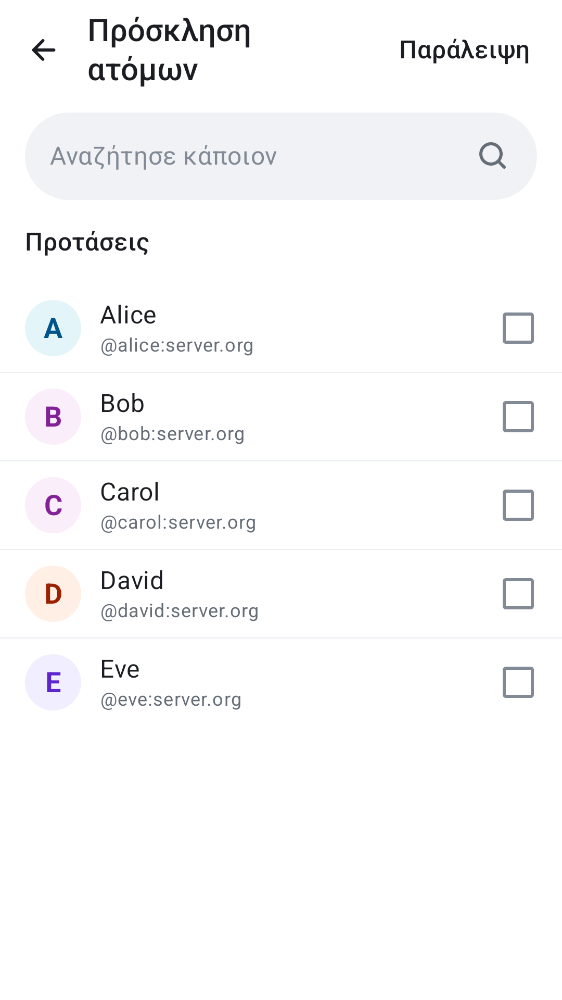 Πρόσκληση
ατόμων
Παράλειψη
Αναζήτησε κάποιον
Προτάσεις
A
Alice
@alice:server.org
B
Bob
@bob:server.org
C
Carol
@carol:server.org
D
David
@david:server.org
E
Eve
@eve:server.org